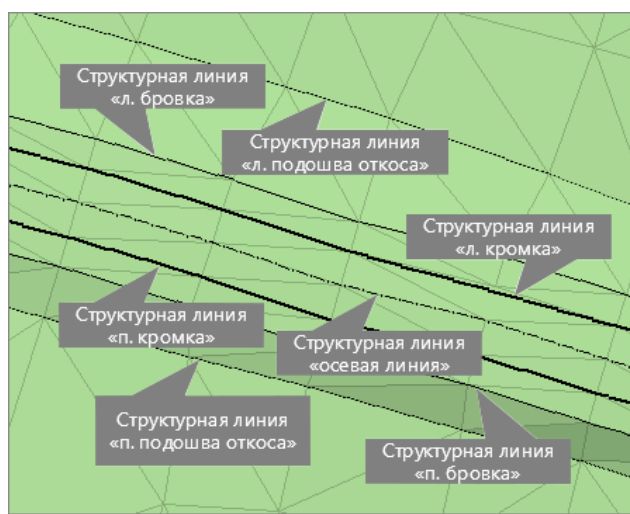 Структурная линия
«л. бровка»
Структурная линия
«л. подошва откоса»
Структурная линия
«л. кромка»
Структурная линия
«п. кромка»
Структурная линия
«осевая линия»
Структурная линия
«п. подошва откоса»
Структурная линия
«п. бровка»